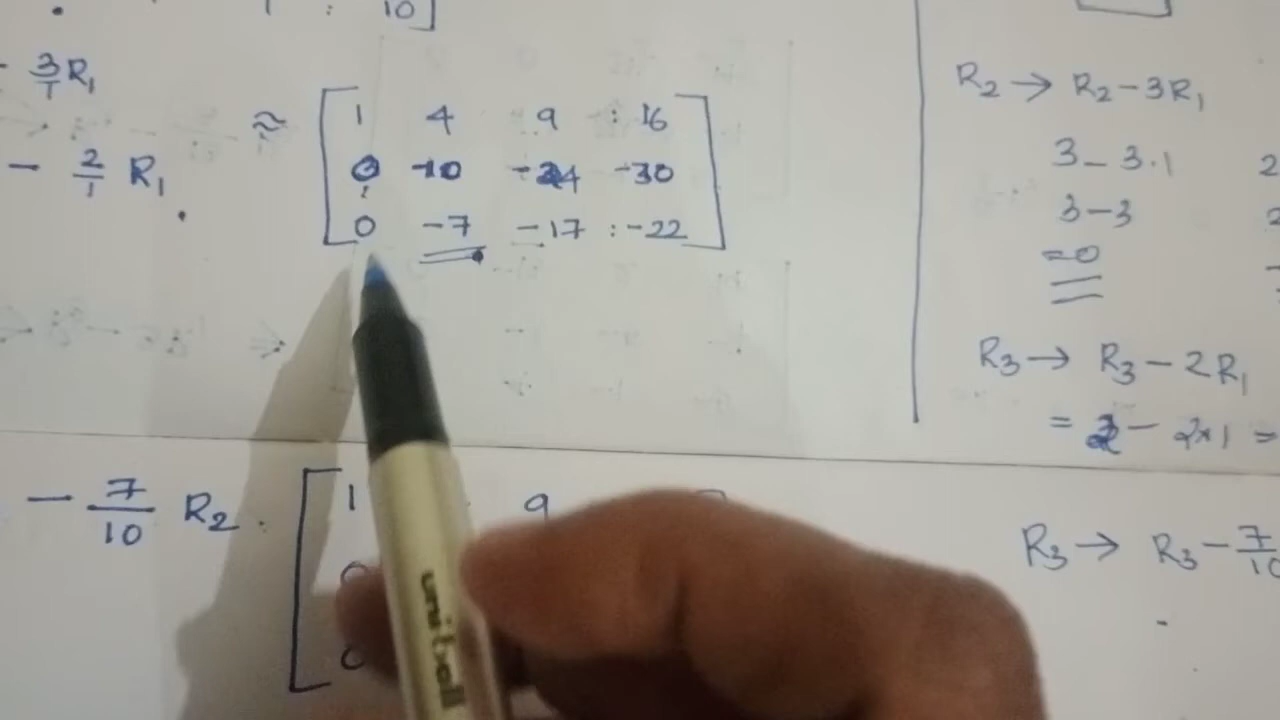 10]
- 3/1 R₁
≈ [1 4 9 : 16
0 -10 -24 -30
- 2/1 R₁
0 -7 -17 : -22]
R₂ → R₂ - 3R₁
3 - 3.1
3-3
=0
R₃ → R₃ - 2R₁
= 2 - 2×1 =
- 7/10 R₂ [1 9
0
0
R₃ → R₃ - 7/10
uniball